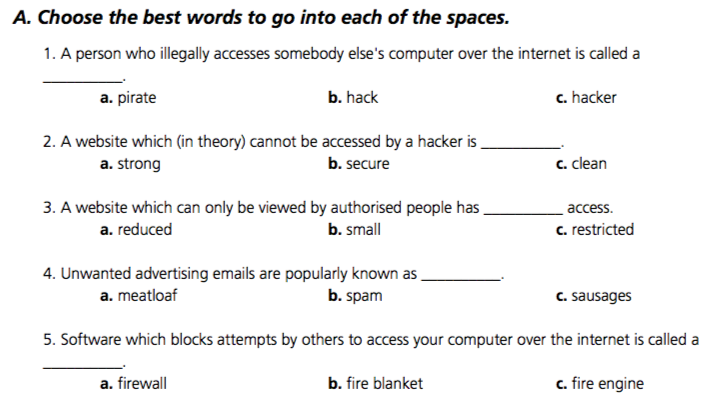 A. Choose the best words to go into each of the spaces.
1. A person who illegally accesses somebody else's computer over the internet is called a
__________.
a. pirate b. hack c. hacker
2. A website which (in theory) cannot be accessed by a hacker is __________.
a. strong b. secure c. clean
3. A website which can only be viewed by authorised people has __________ access.
a. reduced b. small c. restricted
4. Unwanted advertising emails are popularly known as __________.
a. meatloaf b. spam c. sausages
5. Software which blocks attempts by others to access your computer over the internet is called a
__________.
a. firewall b. fire blanket c. fire engine